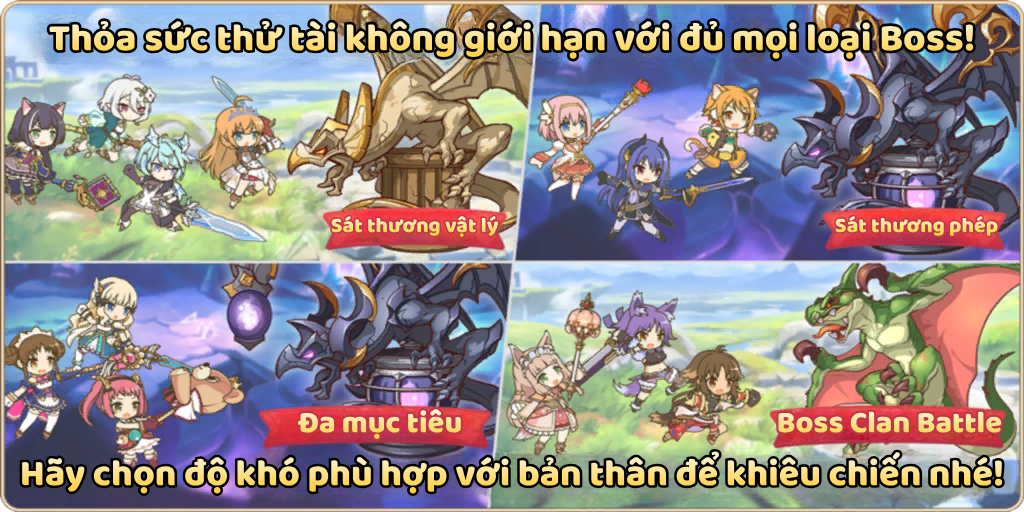 Thỏa sức thử tài không giới hạn với đủ mọi loại Boss!
Sát thương vật lý
Sát thương phép
Đa mục tiêu
Boss Clan Battle
Hãy chọn độ khó phù hợp với bản thân để khiêu chiến nhé!